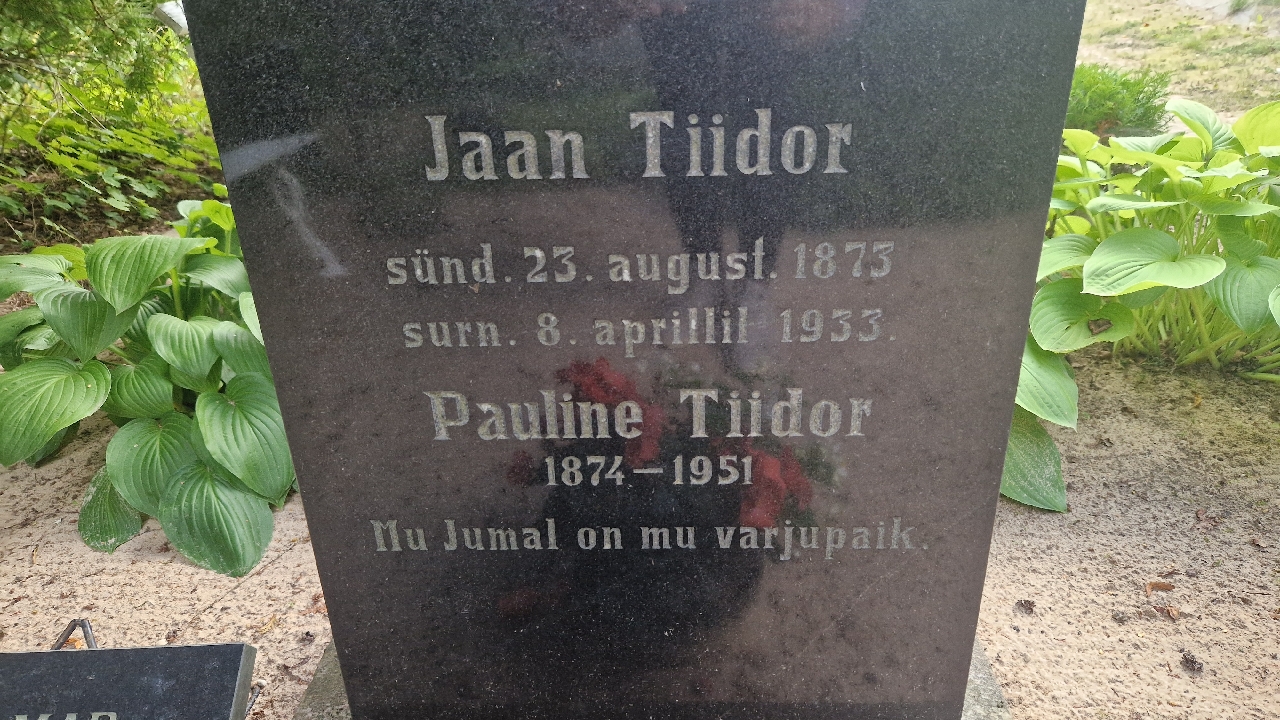 Jaan Tiidor
sünd. 23. august. 1873
surn. 8. aprillil 1933.
Pauline Tiidor
1874–1951
Mu Jumal on mu varjupaik.